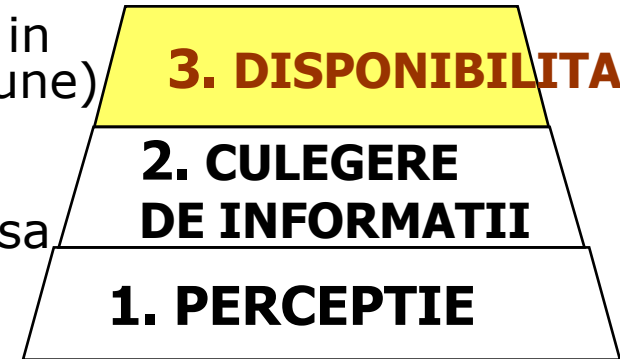 in
une)
3. DISPONIBILITA
2. CULEGERE
DE INFORMATII
sa
1. PERCEPTIE